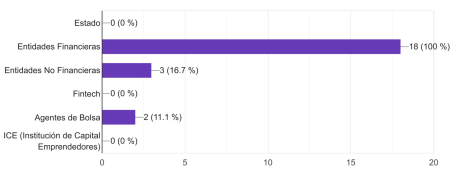 Estado
0 (0 %)
Entidades Financieras
18 (100 %)
Entidades No Financieras
3 (16.7 %)
Fintech
0 (0 %)
Agentes de Bolsa
2 (11.1 %)
ICE (Institución de Capital
Emprendedores)
0 (0 %)
0 5 10 15 20